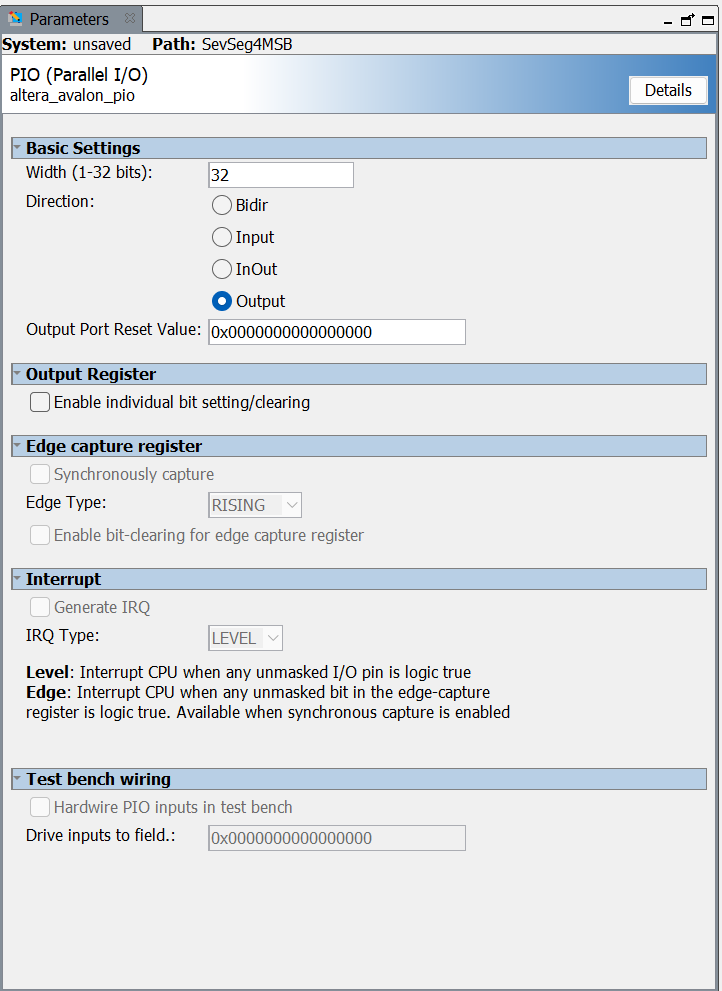 Parameters
System: unsaved Path: SevSeg4MSB
PIO (Parallel I/O)
altera_avalon_pio
Details
Basic Settings
Width (1-32 bits): 32
Direction:
Bidir
Input
InOut
Output
Output Port Reset Value: 0x0000000000000000
Output Register
Enable individual bit setting/clearing
Edge capture register
Synchronously capture
Edge Type: RISING
Enable bit-clearing for edge capture register
Interrupt
Generate IRQ
IRQ Type: LEVEL
Level: Interrupt CPU when any unmasked I/O pin is logic true
Edge: Interrupt CPU when any unmasked bit in the edge-capture
register is logic true. Available when synchronous capture is enabled
Test bench wiring
Hardwire PIO inputs in test bench
Drive inputs to field.: 0x0000000000000000